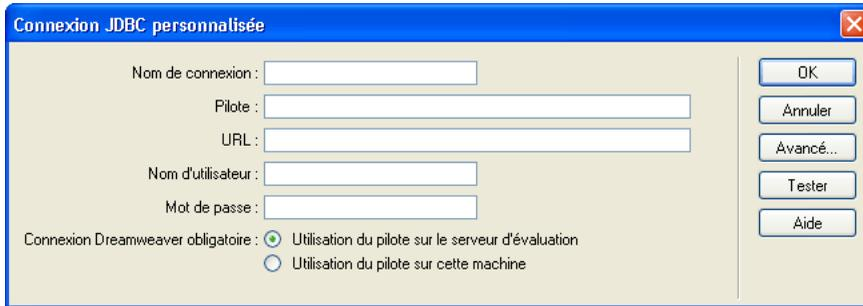 Connexion JDBC personnalisée
Nom de connexion :
OK
Pilote :
Annuler
URL :
Avancé...
Nom d'utilisateur :
Tester
Mot de passe :
Aide
Connexion Dreamweaver obligatoire :
Utilisation du pilote sur le serveur d'évaluation
Utilisation du pilote sur cette machine